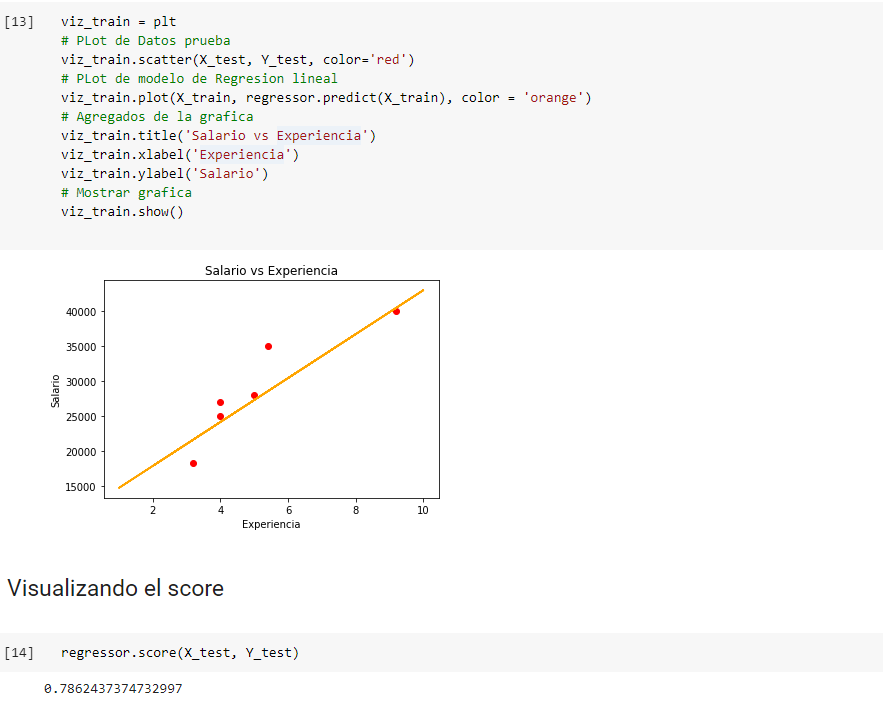 [13] viz_train = plt
# PLot de Datos prueba
viz_train.scatter(X_test, Y_test, color='red')
# PLot de modelo de Regresion lineal
viz_train.plot(X_train, regressor.predict(X_train), color = 'orange')
# Agregados de la grafica
viz_train.title('Salario vs Experiencia')
viz_train.xlabel('Experiencia')
viz_train.ylabel('Salario')
# Mostrar grafica
viz_train.show()
Salario vs Experiencia
40000
35000
30000
25000
20000
15000
Salario
2 4 6 8 10
Experiencia
Visualizando el score
[14] regressor.score(X_test, Y_test)
0.7862437374732997